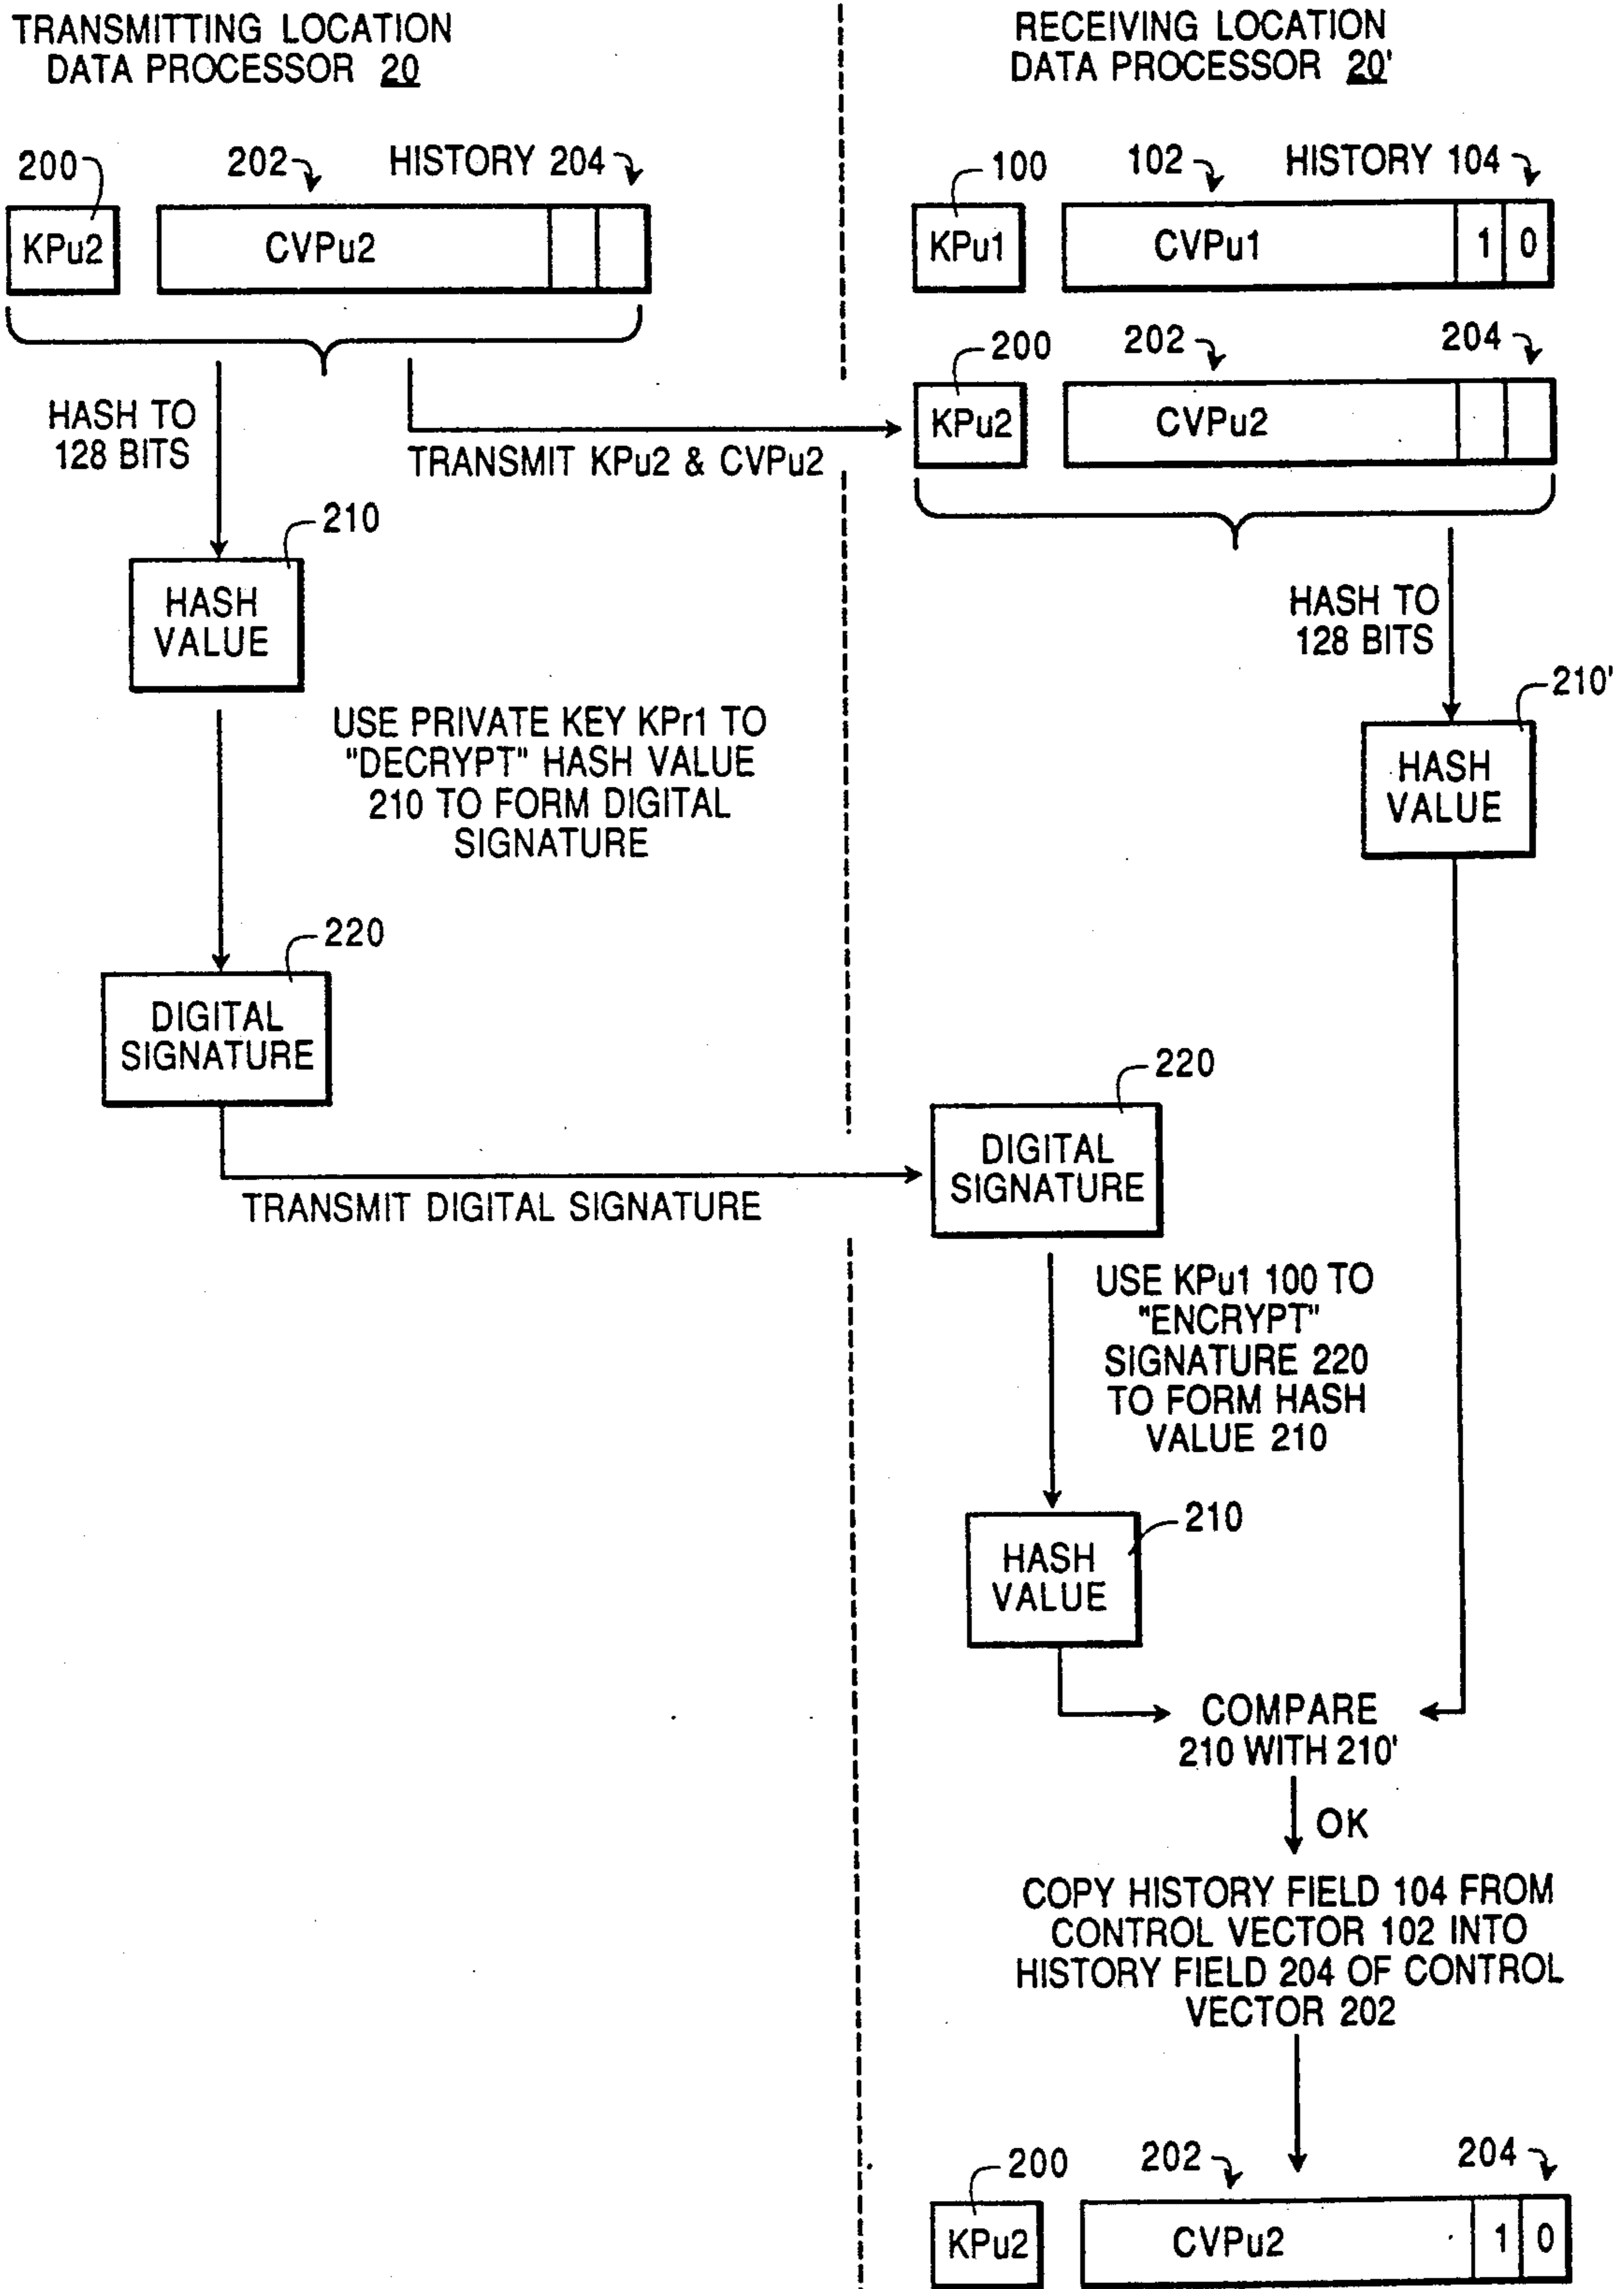 TRANSMITTING LOCATION
DATA PROCESSOR 20
200
202
HISTORY 204
KPu2
CVPu2
HASH TO
128 BITS
TRANSMIT KPu2 & CVPu2
210
HASH
VALUE
USE PRIVATE KEY KPr1 TO
"DECRYPT" HASH VALUE
210 TO FORM DIGITAL
SIGNATURE
220
DIGITAL
SIGNATURE
TRANSMIT DIGITAL SIGNATURE
RECEIVING LOCATION
DATA PROCESSOR 20'
100
102
HISTORY 104
KPu1
CVPu1
1
0
200
202
204
KPu2
CVPu2
HASH TO
128 BITS
210'
HASH
VALUE
220
DIGITAL
SIGNATURE
USE KPu1 100 TO
"ENCRYPT"
SIGNATURE 220
TO FORM HASH
VALUE 210
210
HASH
VALUE
COMPARE
210 WITH 210'
OK
COPY HISTORY FIELD 104 FROM
CONTROL VECTOR 102 INTO
HISTORY FIELD 204 OF CONTROL
VECTOR 202
200
202
204
KPu2
CVPu2
1
0